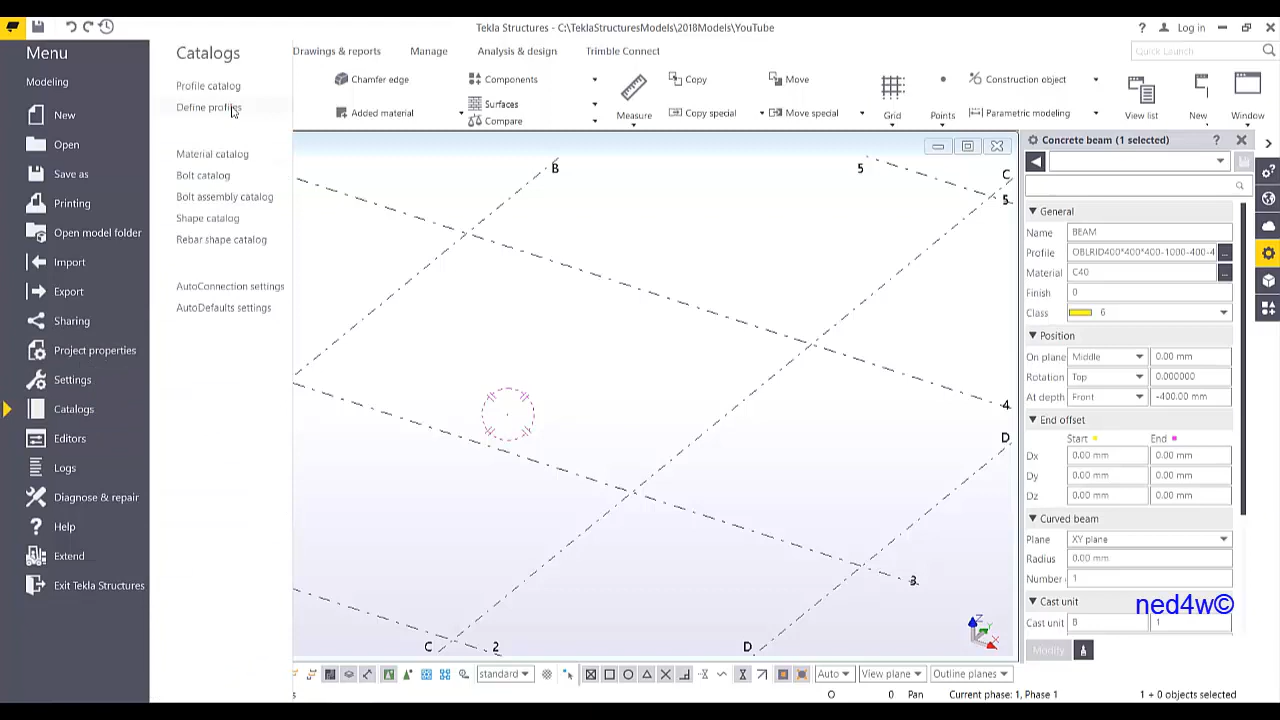 Tekla Structures - C:\TeklaStructuresModels\2018Models\YouTube
Log in
Menu
Modeling
New
Open
Save as
Printing
Open model folder
Import
Export
Sharing
Project properties
Settings
Catalogs
Editors
Logs
Diagnose & repair
Help
Extend
Exit Tekla Structures
Catalogs
Profile catalog
Define profiles
Material catalog
Bolt catalog
Bolt assembly catalog
Shape catalog
Rebar shape catalog
AutoConnection settings
AutoDefaults settings
Drawings & reports
Manage
Analysis & design
Trimble Connect
Quick Launch
Chamfer edge
Added material
Components
Surfaces
Compare
Measure
Copy
Copy special
Move
Move special
Grid
Points
Construction object
Parametric modeling
View list
New
Window
B
5
C
5
4
D
3
C
2
D
Z
Y
X
Concrete beam (1 selected)
?
General
Name BEAM
Profile OBLRID400*400*400-1000-400-4
Material C40
Finish 0
Class 6
Position
On plane Middle 0.00 mm
Rotation Top 0.000000
At depth Front -400.00 mm
End offset
Start End
Dx 0.00 mm 0.00 mm
Dy 0.00 mm 0.00 mm
Dz 0.00 mm 0.00 mm
Curved beam
Plane XY plane
Radius 0.00 mm
Number 1
Cast unit
Cast unit B 1
ned4w©
Modify
standard
Auto
View plane
Outline planes
O 0 Pan Current phase: 1, Phase 1 1 + 0 objects selected